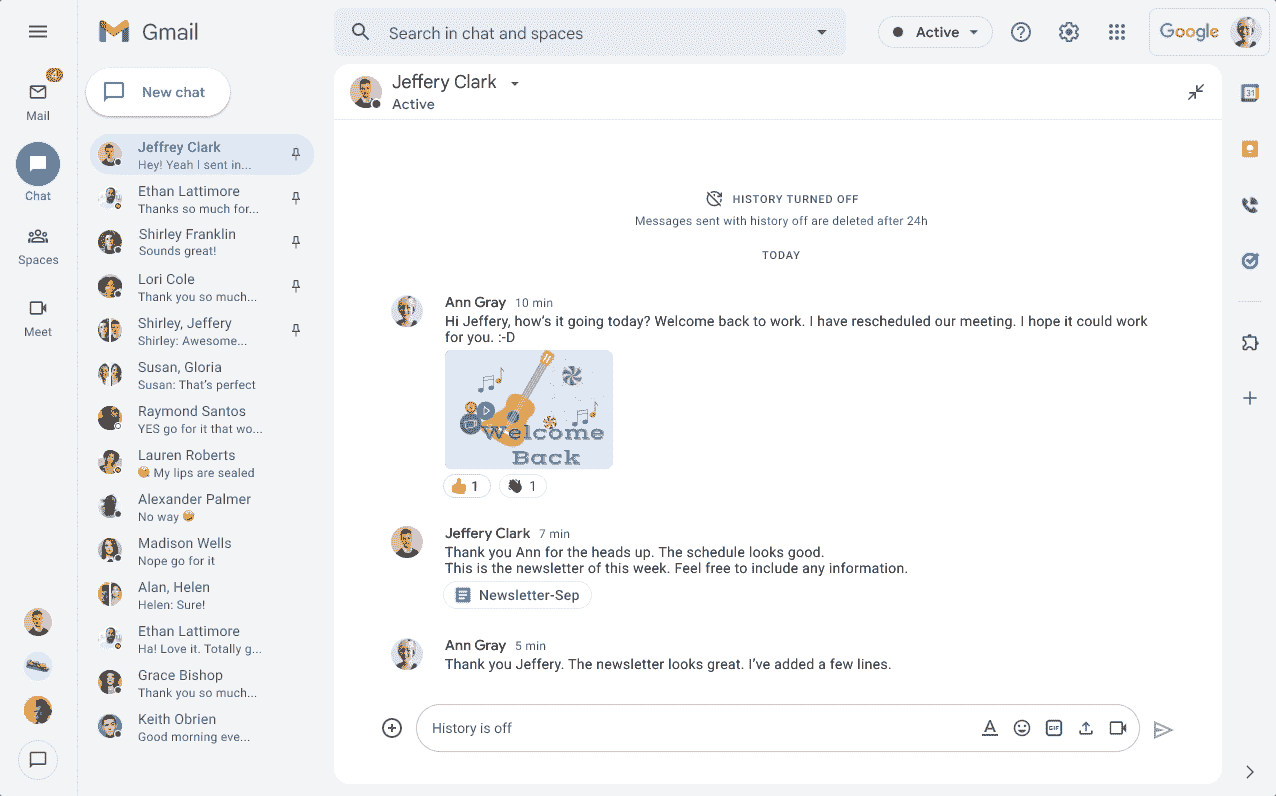 Gmail
Search in chat and spaces
Active
Google
4
Mail
Chat
Spaces
Meet
New chat
Jeffrey Clark
Hey! Yeah I sent in...
Ethan Lattimore
Thanks so much for...
Shirley Franklin
Sounds great!
Lori Cole
Thank you so much...
Shirley, Jeffery
Shirley: Awesome...
Susan, Gloria
Susan: That's perfect
Raymond Santos
YES go for it that wo...
Lauren Roberts
My lips are sealed
Alexander Palmer
No way
Madison Wells
Nope go for it
Alan, Helen
Helen: Sure!
Ethan Lattimore
Ha! Love it. Totally g...
Grace Bishop
Thank you so much...
Keith Obrien
Good morning eve...
Jeffery Clark
Active
HISTORY TURNED OFF
Messages sent with history off are deleted after 24h
TODAY
Ann Gray 10 min
Hi Jeffery, how's it going today? Welcome back to work. I have rescheduled our meeting. I hope it could work
for you. :-D
Welcome
Back
👍 1 👏 1
Jeffery Clark 7 min
Thank you Ann for the heads up. The schedule looks good.
This is the newsletter of this week. Feel free to include any information.
Newsletter-Sep
Ann Gray 5 min
Thank you Jeffery. The newsletter looks great. I've added a few lines.
History is off
GIF
31